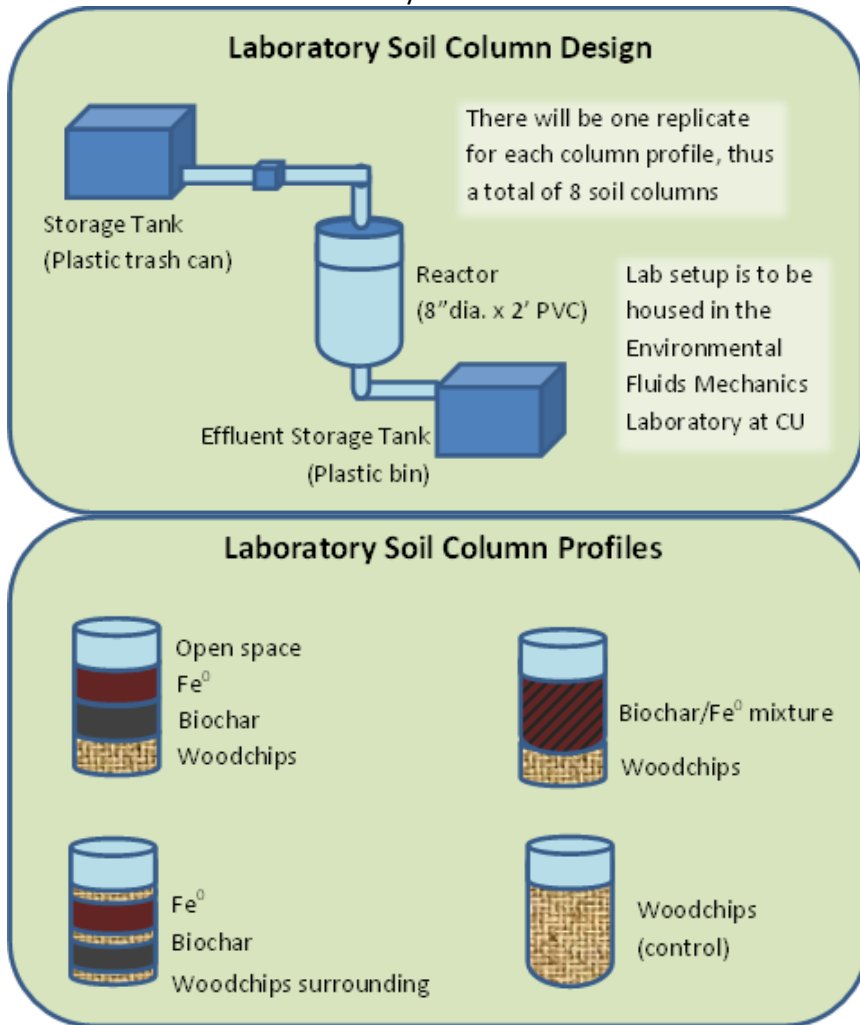 Laboratory Soil Column Design
There will be one replicate
for each column profile, thus
a total of 8 soil columns
Storage Tank
(Plastic trash can)
Reactor
(8”dia. x 2’ PVC)
Lab setup is to be
housed in the
Environmental
Fluids Mechanics
Laboratory at CU
Effluent Storage Tank
(Plastic bin)
Laboratory Soil Column Profiles
Open space
Fe⁰
Biochar
Woodchips
Biochar/Fe⁰ mixture
Woodchips
Fe⁰
Biochar
Woodchips surrounding
Woodchips
(control)